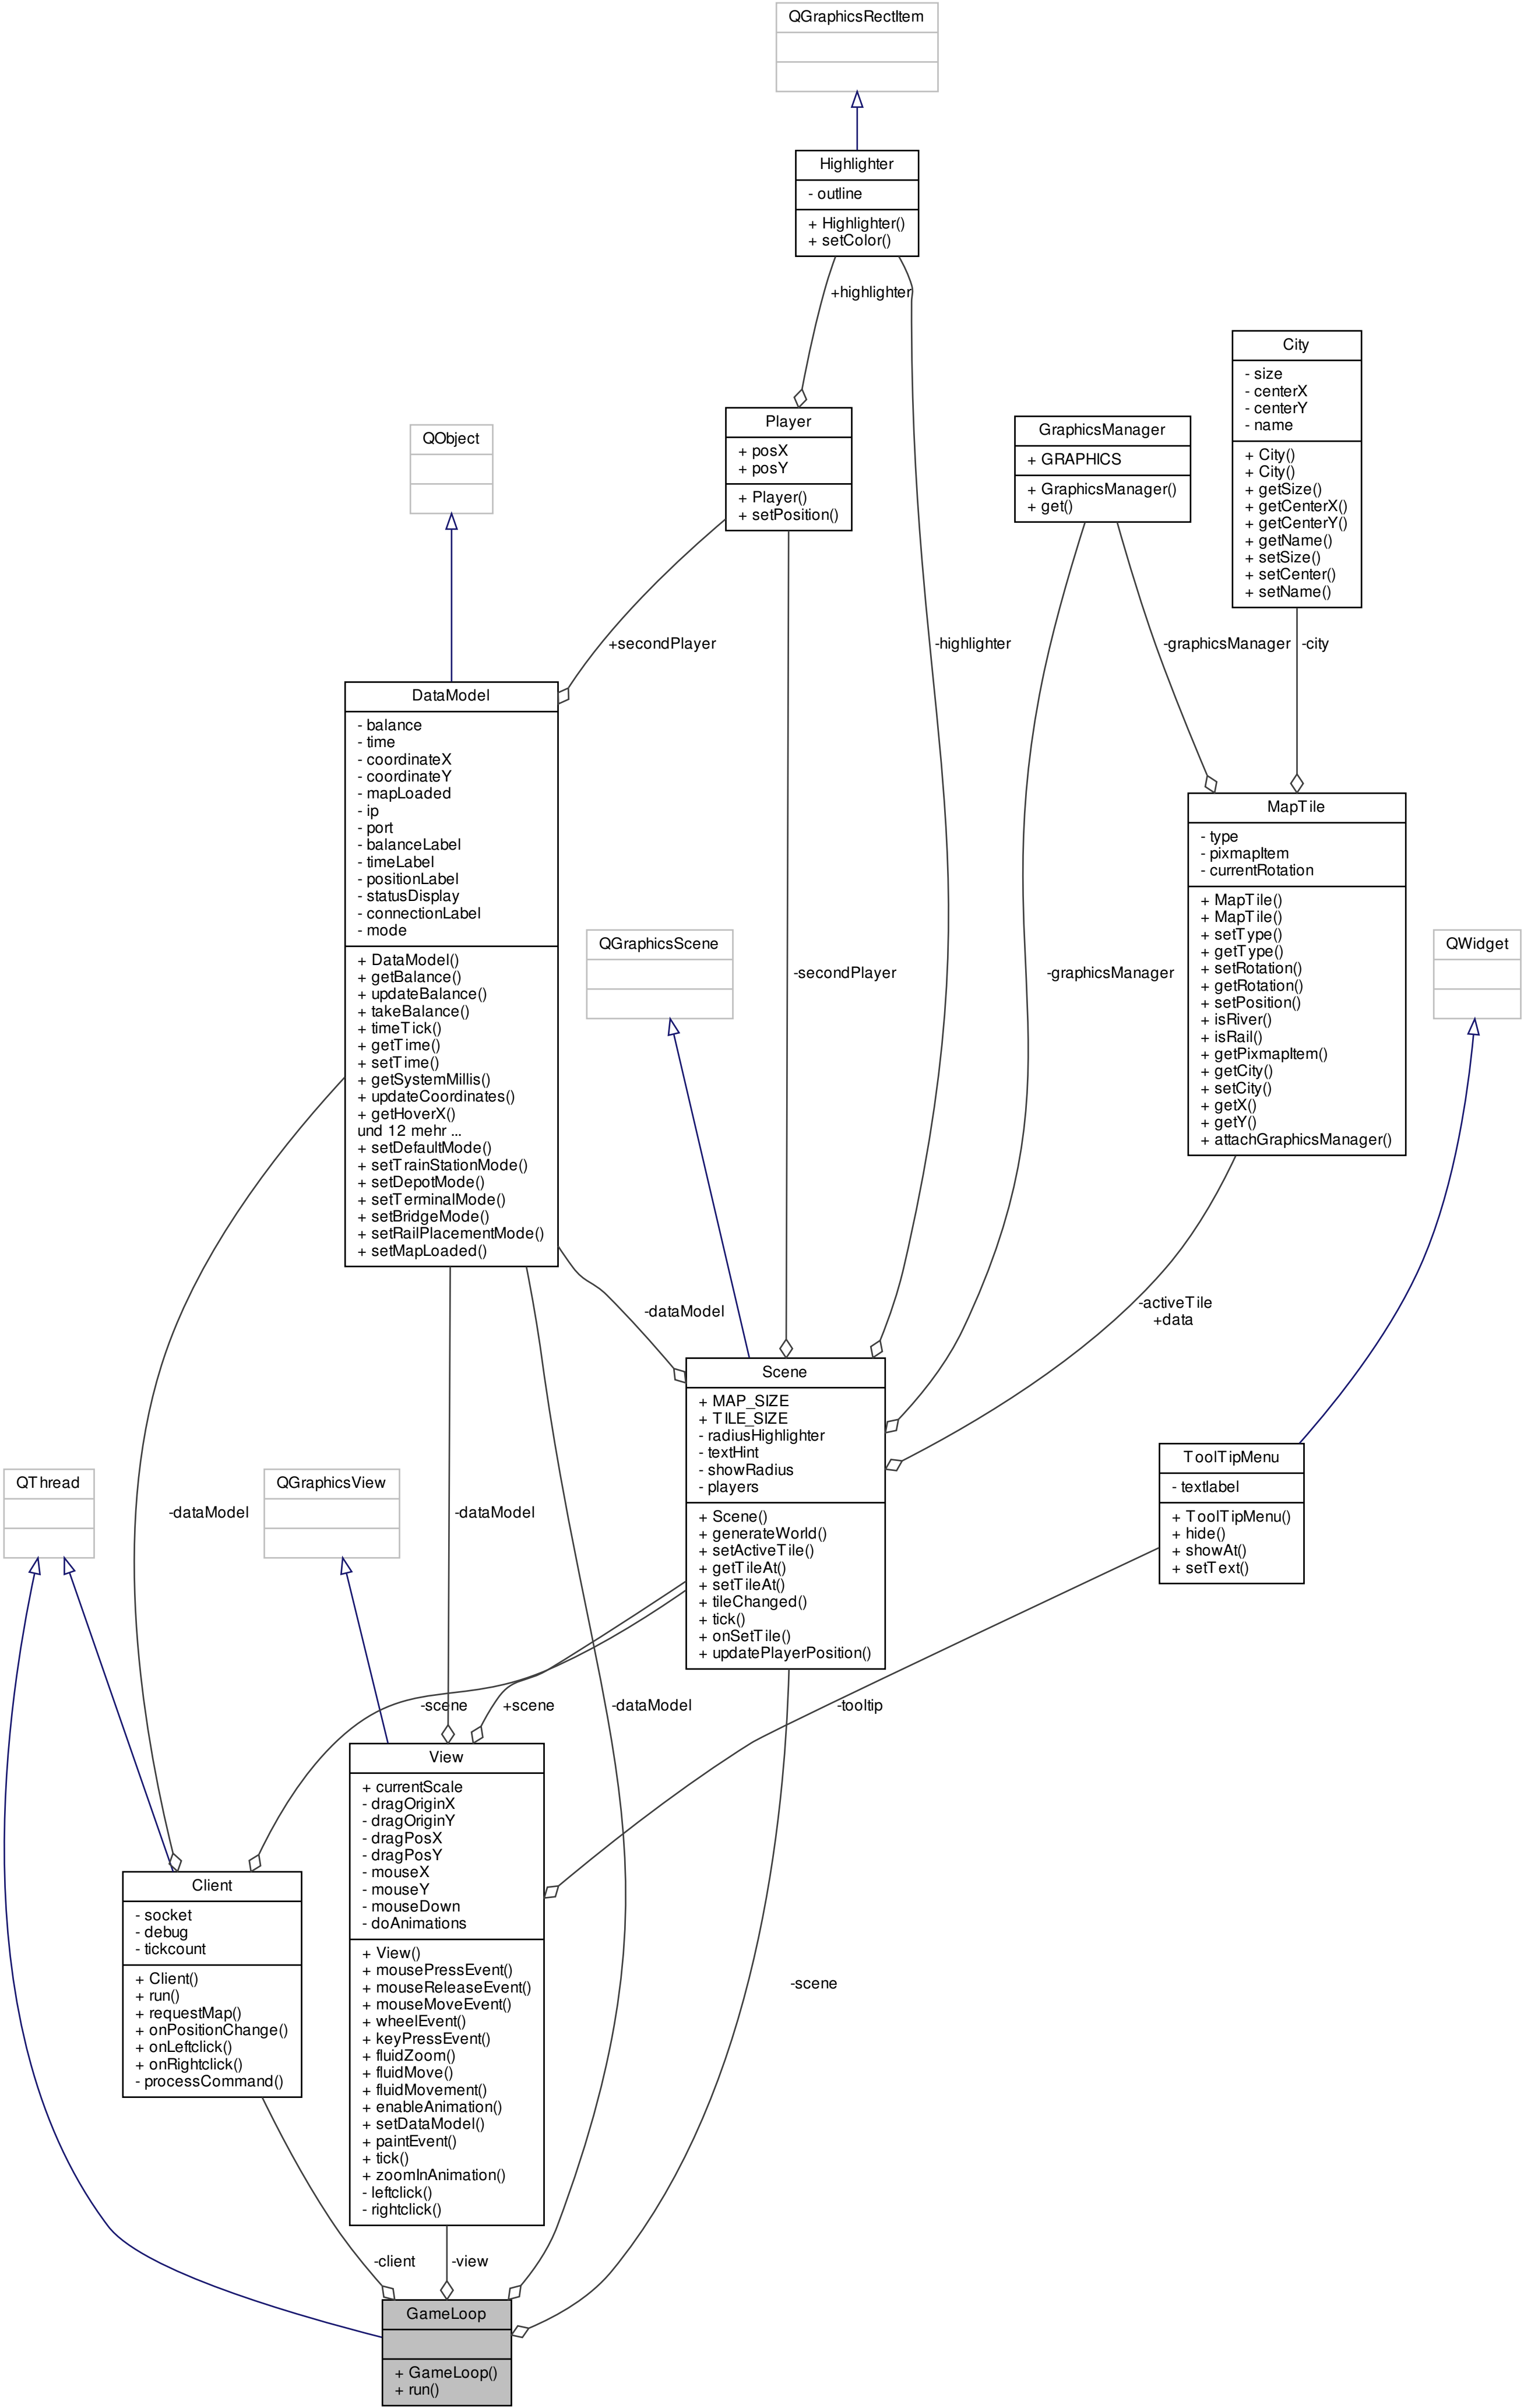 QGraphicsRectItem
Highlighter
- outline
+ Highlighter()
+ setColor()
+highlighter
City
- size
- centerX
- centerY
- name
+ City()
+ City()
+ getSize()
+ getCenterX()
+ getCenterY()
+ getName()
+ setSize()
+ setCenter()
+ setName()
Player
+ posX
+ posY
+ Player()
+ setPosition()
GraphicsManager
+ GRAPHICS
+ GraphicsManager()
+ get()
QObject
+secondPlayer
-highlighter
-graphicsManager
-city
DataModel
- balance
- time
- coordinateX
- coordinateY
- mapLoaded
- ip
- port
- balanceLabel
- timeLabel
- positionLabel
- statusDisplay
- connectionLabel
- mode
+ DataModel()
+ getBalance()
+ updateBalance()
+ takeBalance()
+ timeTick()
+ getTime()
+ setTime()
+ getSystemMillis()
+ updateCoordinates()
+ getHoverX()
und 12 mehr ...
+ setDefaultMode()
+ setTrainStationMode()
+ setDepotMode()
+ setTerminalMode()
+ setBridgeMode()
+ setRailPlacementMode()
+ setMapLoaded()
MapTile
- type
- pixmapItem
- currentRotation
+ MapTile()
+ MapTile()
+ setType()
+ getType()
+ setRotation()
+ getRotation()
+ setPosition()
+ isRiver()
+ isRail()
+ getPixmapItem()
+ getCity()
+ setCity()
+ getX()
+ getY()
+ attachGraphicsManager()
QGraphicsScene
QWidget
-secondPlayer
-graphicsManager
-dataModel
-activeTile
+data
Scene
+ MAP_SIZE
+ TILE_SIZE
- radiusHighlighter
- textHint
- showRadius
- players
+ Scene()
+ generateWorld()
+ setActiveTile()
+ getTileAt()
+ setTileAt()
+ tileChanged()
+ tick()
+ onSetTile()
+ updatePlayerPosition()
ToolTipMenu
- textlabel
+ ToolTipMenu()
+ hide()
+ showAt()
+ setText()
QThread
QGraphicsView
-dataModel
-dataModel
-scene
+scene
-dataModel
-tooltip
View
+ currentScale
- dragOriginX
- dragOriginY
- dragPosX
- dragPosY
- mouseX
- mouseY
- mouseDown
- doAnimations
+ View()
+ mousePressEvent()
+ mouseReleaseEvent()
+ mouseMoveEvent()
+ wheelEvent()
+ keyPressEvent()
+ fluidZoom()
+ fluidMove()
+ fluidMovement()
+ enableAnimation()
+ setDataModel()
+ paintEvent()
+ tick()
+ zoomInAnimation()
- leftclick()
- rightclick()
Client
- socket
- debug
- tickcount
+ Client()
+ run()
+ requestMap()
+ onPositionChange()
+ onLeftclick()
+ onRightclick()
- processCommand()
-scene
-client
-view
GameLoop
+ GameLoop()
+ run()